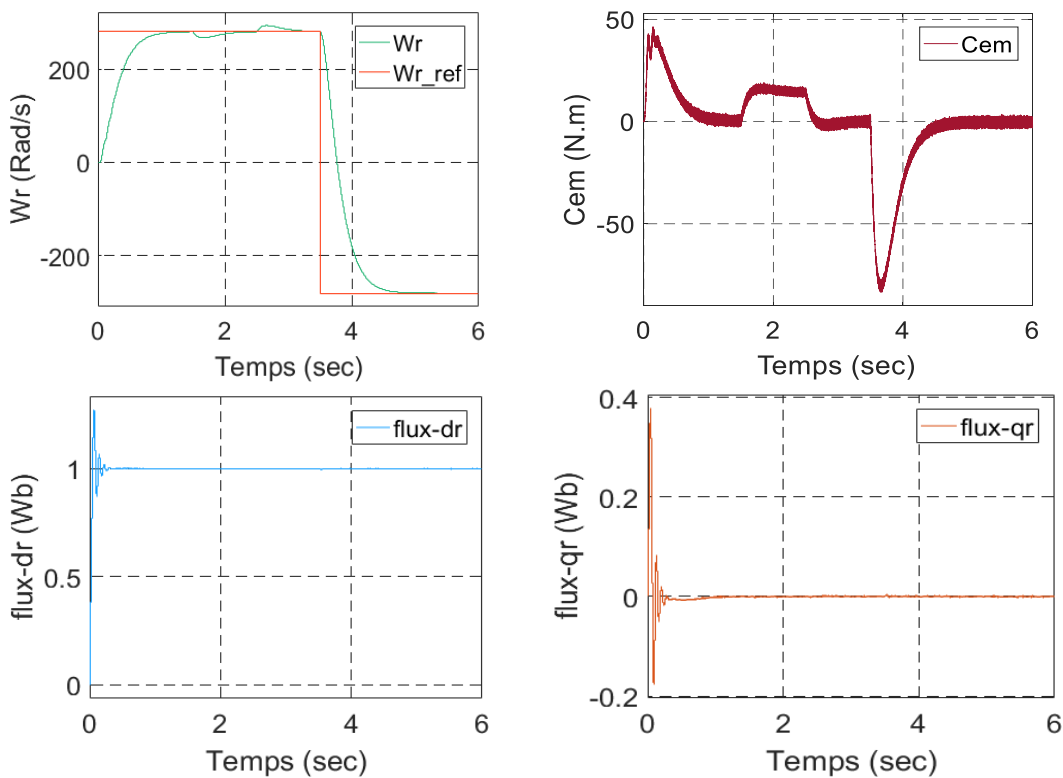 Wr (Rad/s)
200
0
-200
Wr
Wr_ref
0
2
4
6
Temps (sec)
Cem (N.m)
50
0
-50
Cem
0
2
4
6
Temps (sec)
flux-dr (Wb)
1
0.5
0
flux-dr
0
2
4
6
Temps (sec)
flux-qr (Wb)
0.4
0.2
0
-0.2
flux-qr
0
2
4
6
Temps (sec)